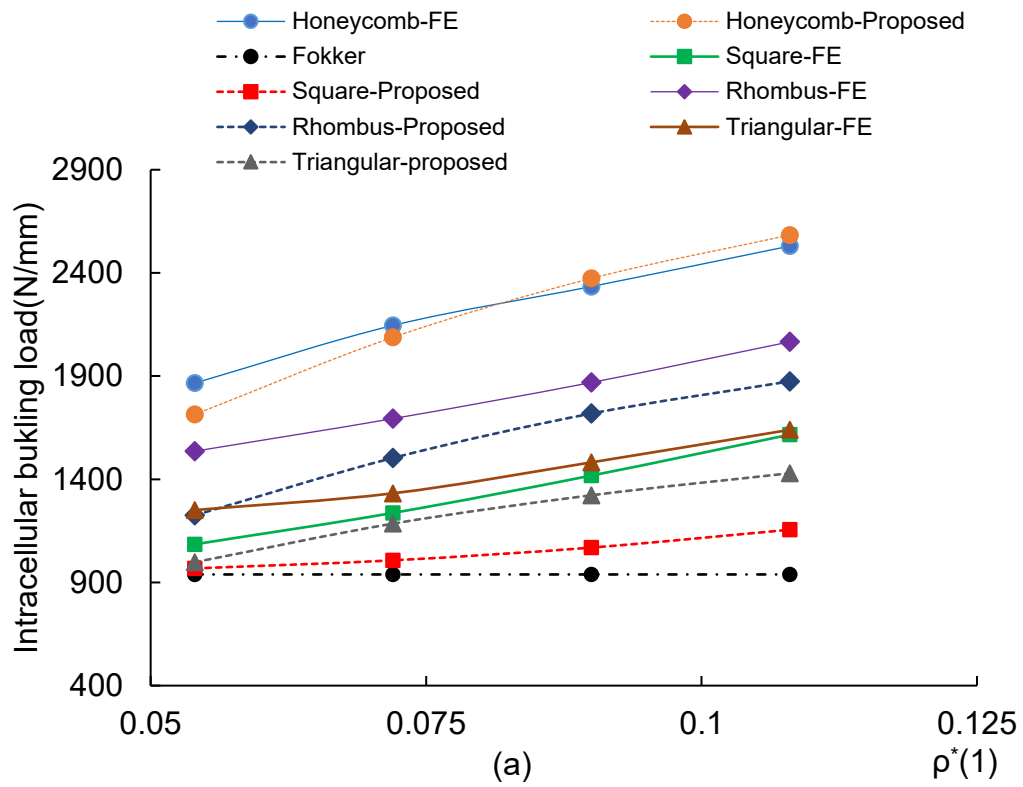 Honeycomb-FE Honeycomb-Proposed
Fokker Square-FE
Square-Proposed Rhombus-FE
Rhombus-Proposed Triangular-FE
Triangular-proposed
Intracellular bukling load(N/mm)
2900
2400
1900
1400
900
400
0.05 0.075 0.1 0.125
(a) ρ*(1)